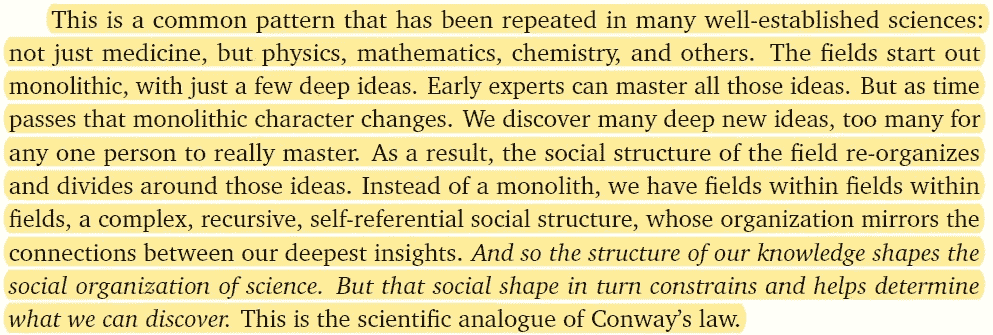 This is a common pattern that has been repeated in many well-established sciences:
not just medicine, but physics, mathematics, chemistry, and others. The fields start out
monolithic, with just a few deep ideas. Early experts can master all those ideas. But as time
passes that monolithic character changes. We discover many deep new ideas, too many for
any one person to really master. As a result, the social structure of the field re-organizes
and divides around those ideas. Instead of a monolith, we have fields within fields within
fields, a complex, recursive, self-referential social structure, whose organization mirrors the
connections between our deepest insights. And so the structure of our knowledge shapes the
social organization of science. But that social shape in turn constrains and helps determine
what we can discover. This is the scientific analogue of Conway's law.